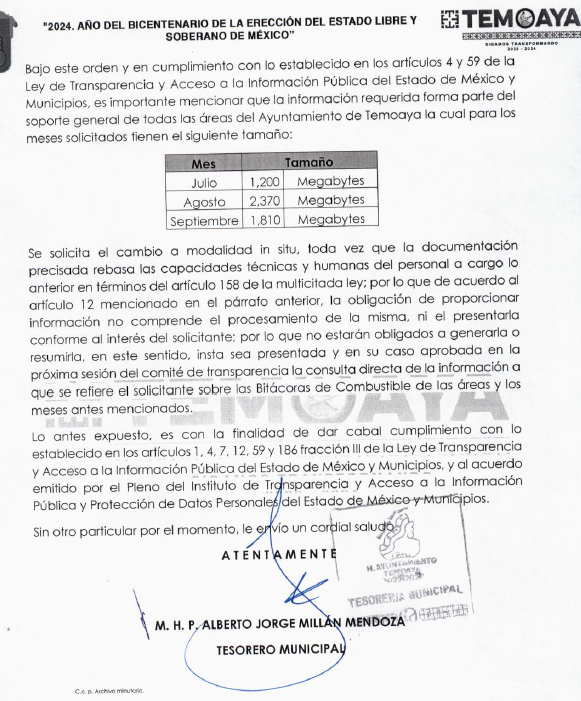 "2024. AÑO DEL BICENTENARIO DE LA ERECCIÓN DEL ESTADO LIBRE Y
SOBERANO DE MÉXICO"
TEMOAYA
SIGAMOS TRANSFORMANDO
2022 - 2024
Bajo este orden y en cumplimiento con lo establecido en los artículos 4 y 59 de la
Ley de Transparencia y Acceso a la Información Pública del Estado de México y
Municipios, es importante mencionar que la información requerida forma parte del
soporte general de todas las áreas del Ayuntamiento de Temoaya la cual para los
meses solicitados tienen el siguiente tamaño:
Mes Tamaño
Julio 1,200 Megabytes
Agosto 2,370 Megabytes
Septiembre 1,810 Megabytes
Se solicita el cambio a modalidad in situ, toda vez que la documentación
precisada rebasa las capacidades técnicas y humanas del personal a cargo lo
anterior en términos del artículo 158 de la multicitada ley; por lo que de acuerdo al
artículo 12 mencionado en el párrafo anterior, la obligación de proporcionar
información no comprende el procesamiento de la misma, ni el presentarla
conforme al interés del solicitante; por lo que no estarán obligados a generarla o
resumirla, en este sentido, insta sea presentada y en su caso aprobada en la
próxima sesión del comité de transparencia la consulta directa de la información a
que se refiere el solicitante sobre las Bitácoras de Combustible de las áreas y los
meses antes mencionados.
TEMOAYA
Lo antes expuesto, es con la finalidad de dar cabal cumplimiento con lo
establecido en los artículos 1, 4, 7, 12, 59 y 186 fracción III de la Ley de Transparencia
y Acceso a la Información Pública del Estado de México y Municipios, y al acuerdo
emitido por el Pleno del Instituto de Transparencia y Acceso a la Información
Pública y Protección de Datos Personales del Estado de México y Municipios.
Sin otro particular por el momento, le envío un cordial saludo.
ATENTAMENTE
H. AYUNTAMIENTO
TEMOAYA
TESORERIA MUNICIPAL
M. H. P. ALBERTO JORGE MILLÁN MENDOZA
TESORERO MUNICIPAL
C.c. p. Archivo minutario.